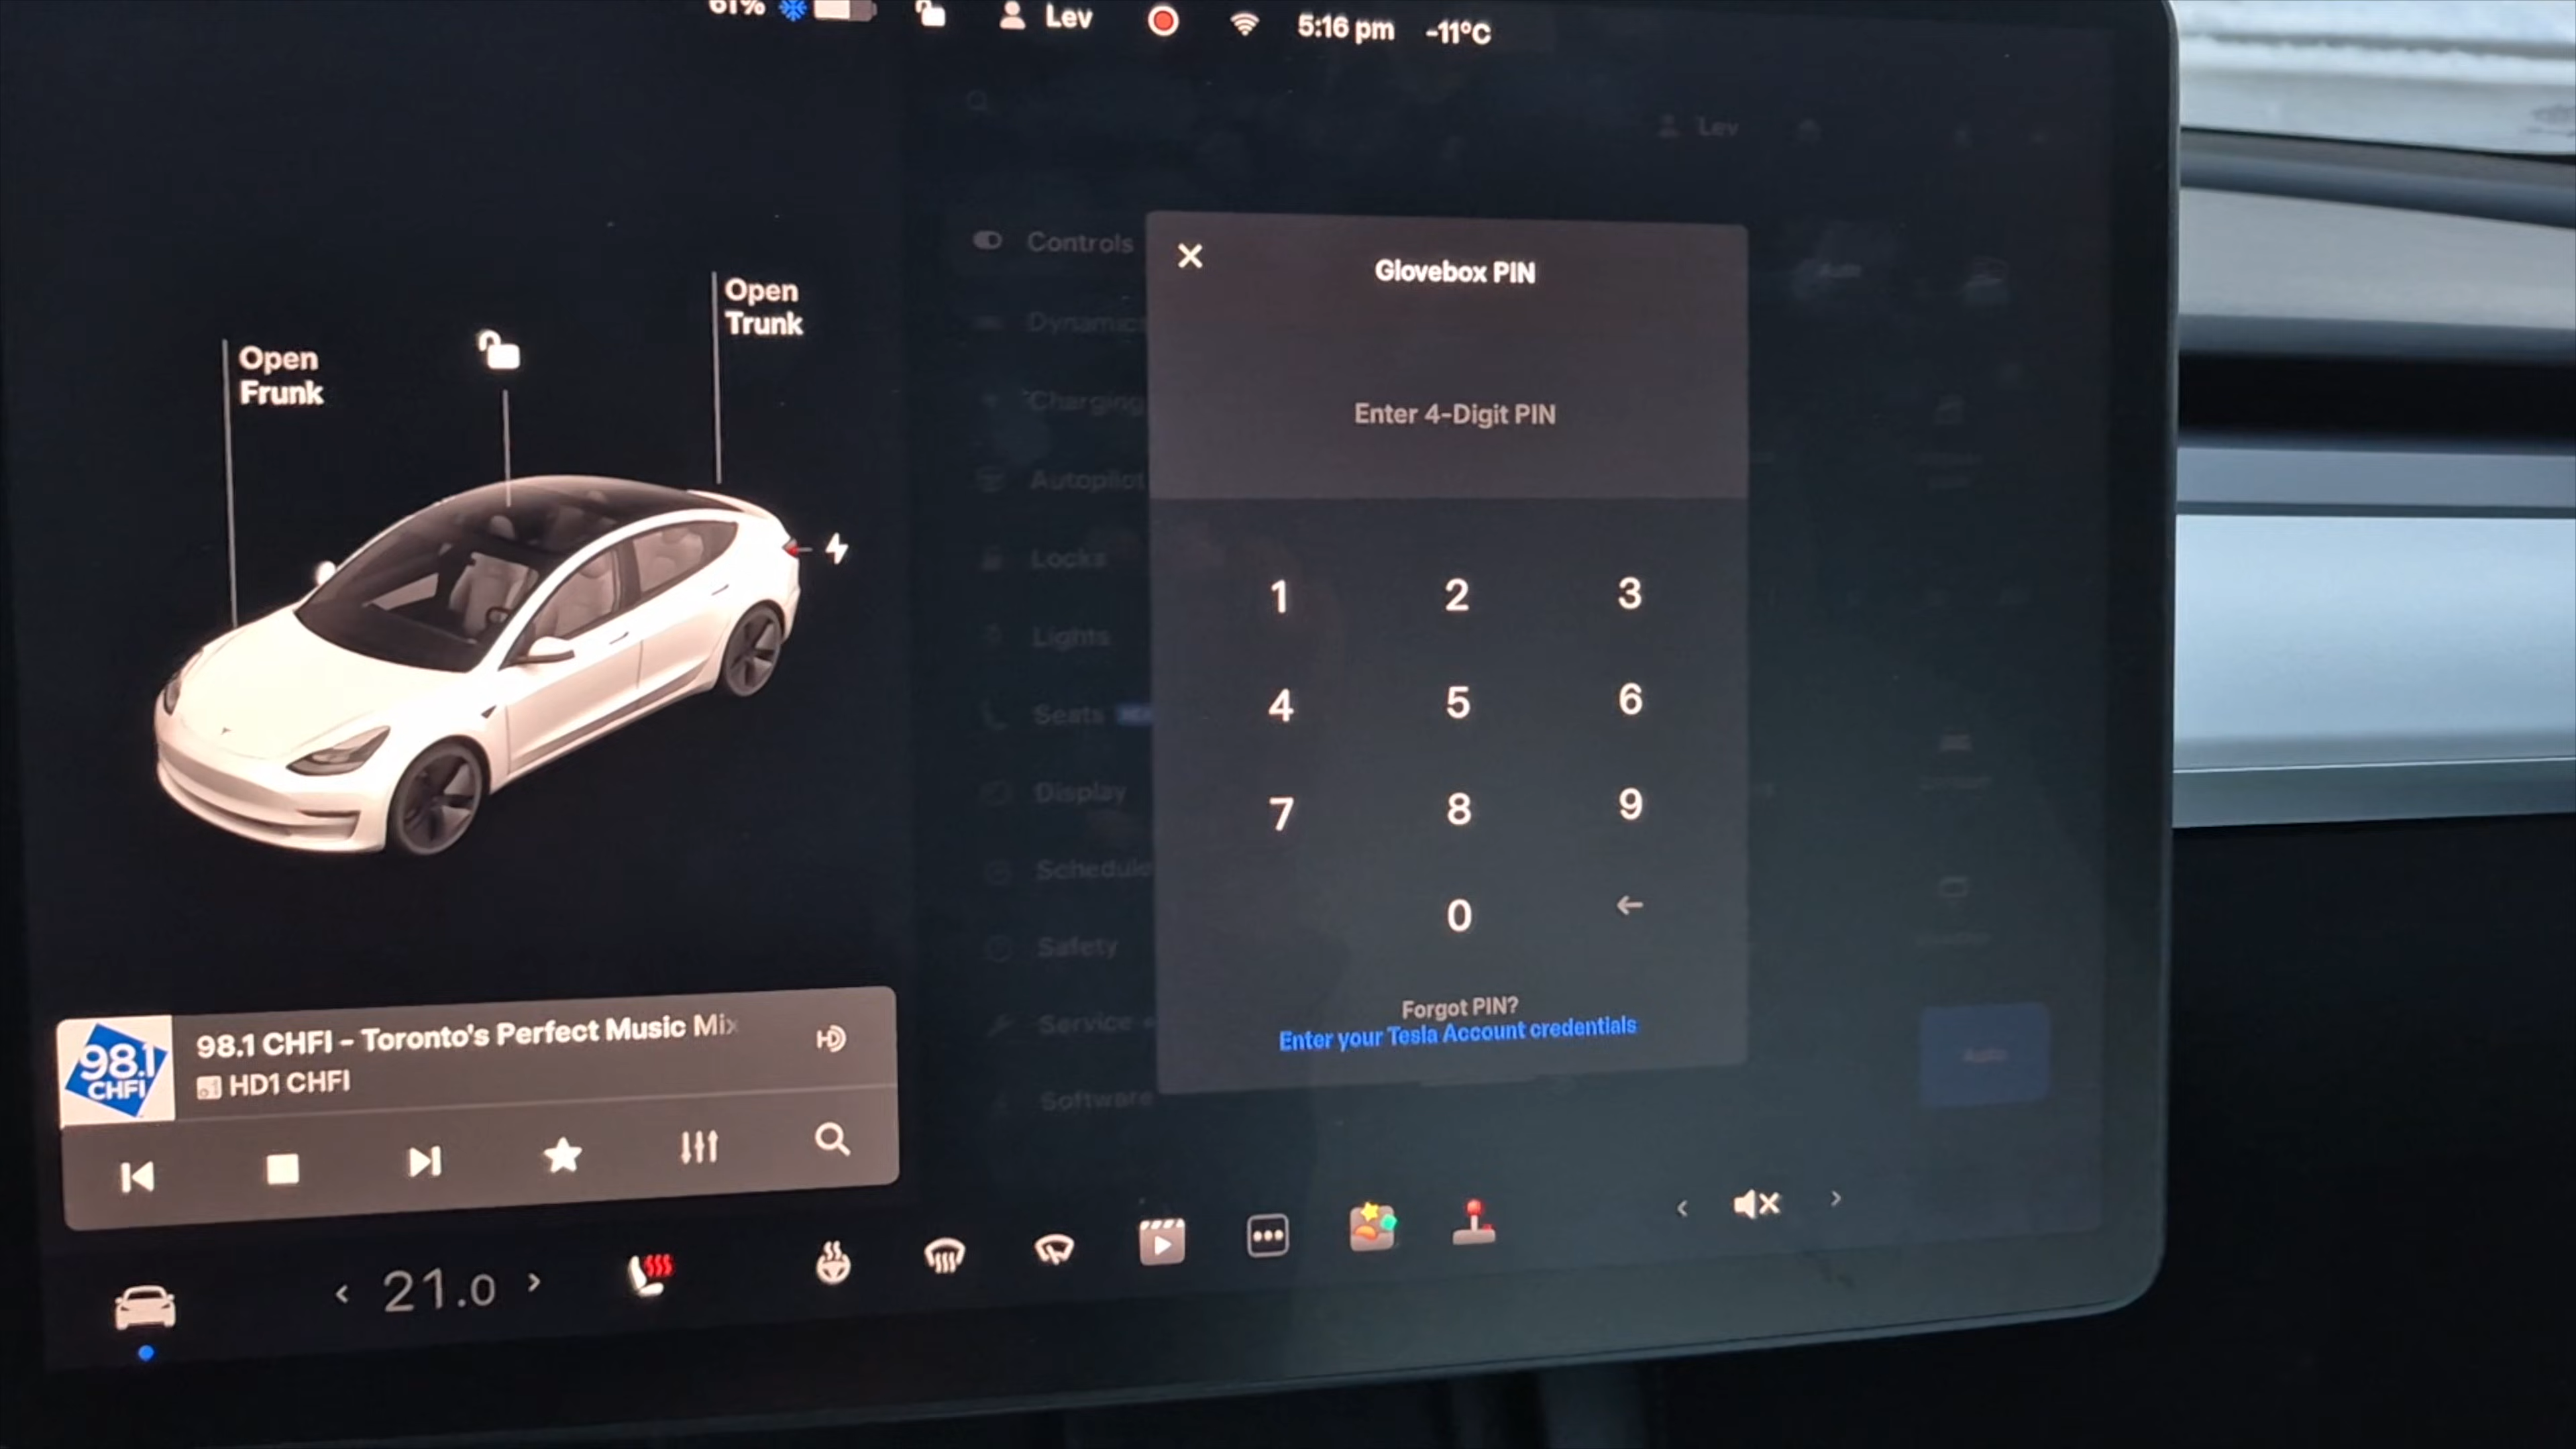 61%
Lev
5:16 pm
-11°C
Lev
Open
Frunk
Open
Trunk
Controls
Dynamics
Charging
Autopilot
Locks
Lights
Seats
Display
Schedule
Safety
Service
Software
Auto
Glovebox PIN
Enter 4-Digit PIN
1 2 3
4 5 6
7 8 9
0
Forgot PIN?
Enter your Tesla Account credentials
98.1
CHFI
98.1 CHFI - Toronto's Perfect Music Mix
HD
HD1 CHFI
21.0